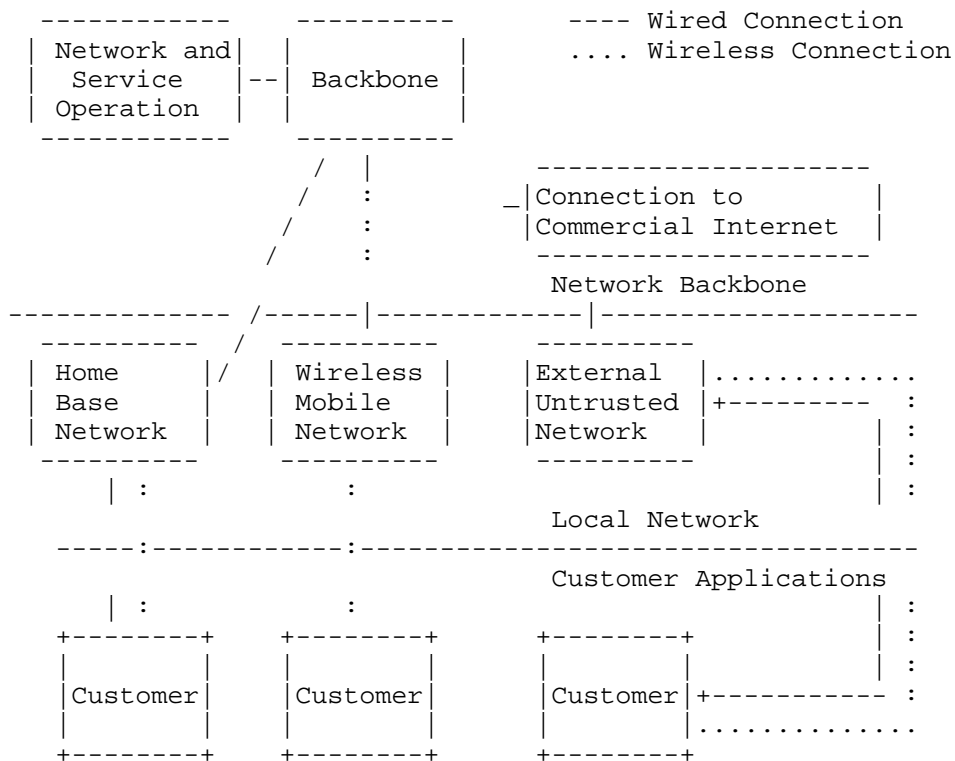 ---- Wired Connection
.... Wireless Connection
Network and
Service
Operation
Backbone
Connection to
Commercial Internet
Network Backbone
Home
Base
Network
Wireless
Mobile
Network
External
Untrusted
Network
Local Network
Customer Applications
Customer
Customer
Customer